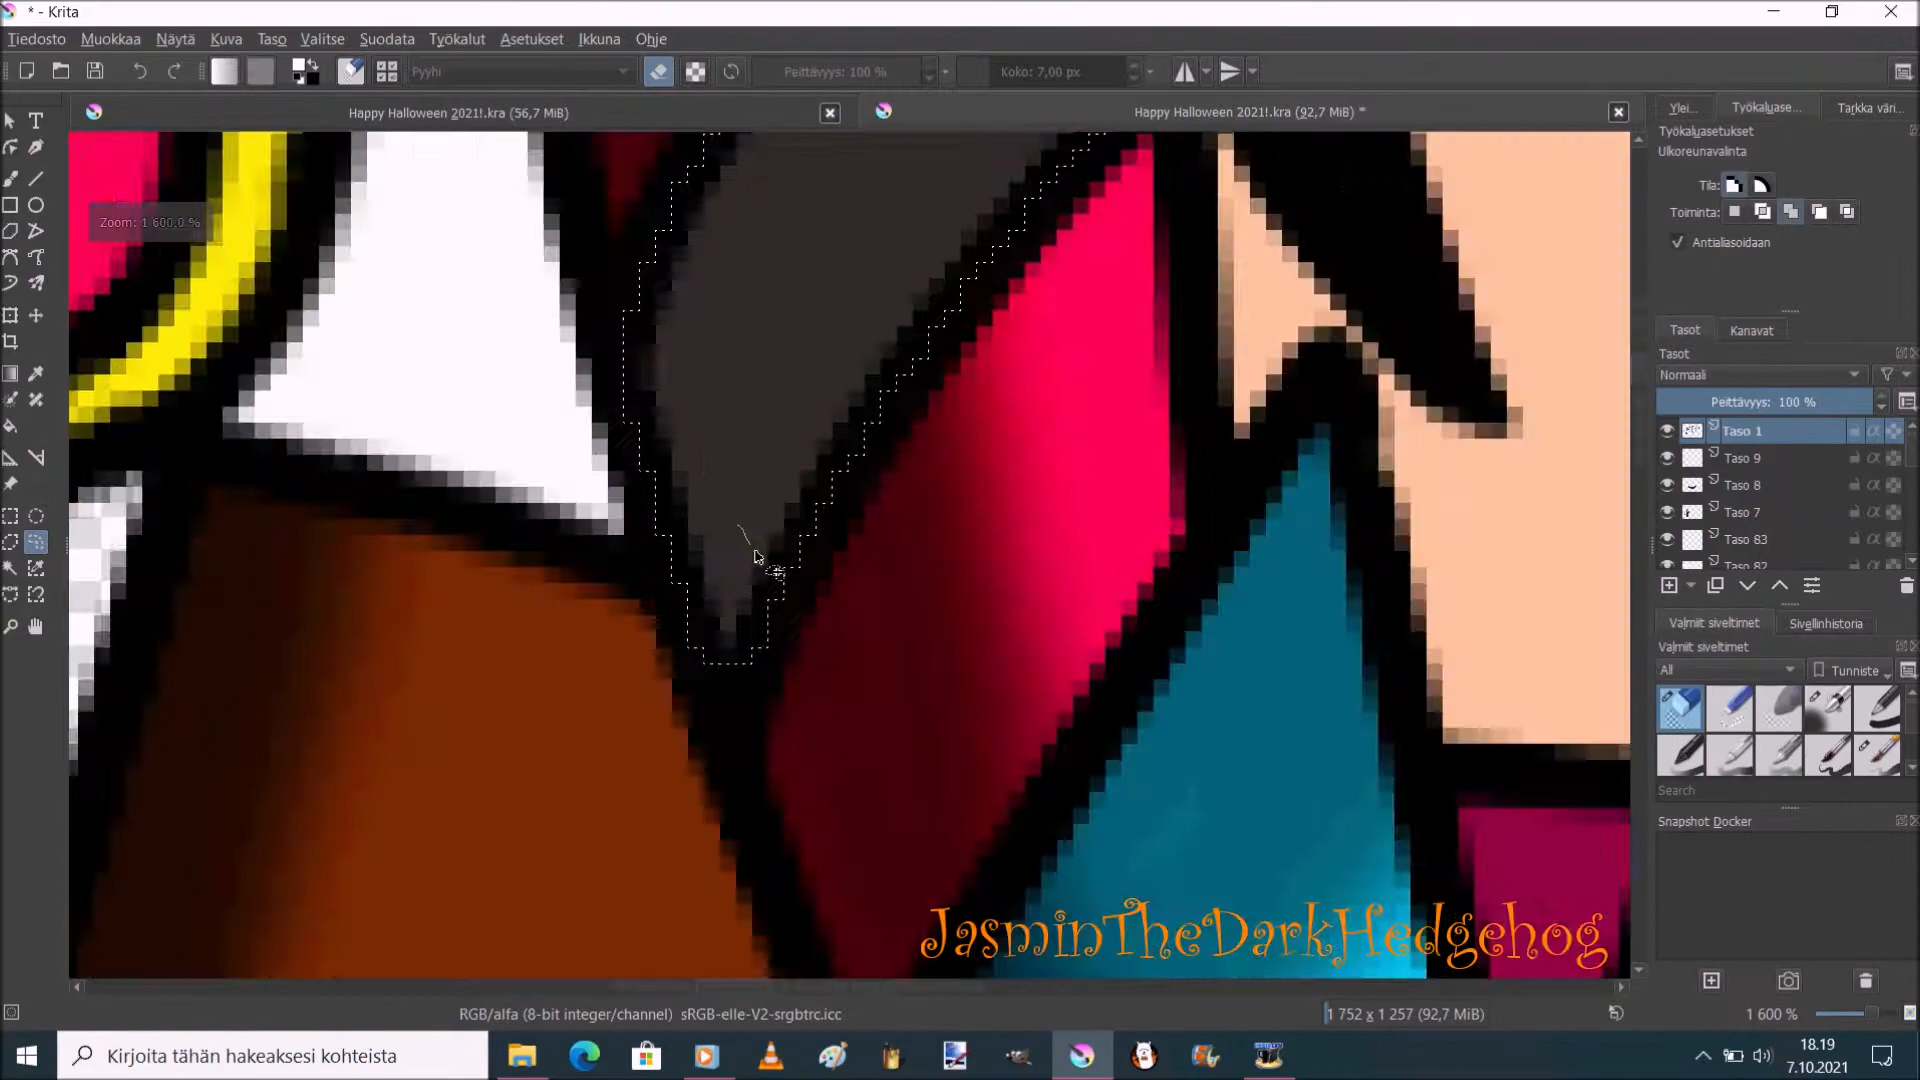 * - Krita
Tiedosto Muokkaa Näytä Kuva Taso Valitse Suodata Työkalut Asetukset Ikkuna Ohje
Pyyhi
Peittävyys: 100 %
Koko: 7,00 px
Happy Halloween 2021!.kra (56,7 MiB)
Happy Halloween 2021!.kra (92,7 MiB) *
Ylei... Työkaluase... Tarkka väri...
Työkaluasetukset
Ulkoreunavalinta
Tila:
Toiminta:
✓ Antialiasoidaan
Zoom: 1 600,0 %
Tasot Kanavat
Tasot
Normaali
Peittävyys: 100 %
Taso 1
Taso 9
Taso 8
Taso 7
Taso 83
Taso 82
Valmiit siveltimet Sivellinhistoria
Valmiit siveltimet
All Tunniste
Search
Snapshot Docker
JasminTheDarkHedgehog
RGB/alfa (8-bit integer/channel) sRGB-elle-V2-srgbtrc.icc
1 752 x 1 257 (92,7 MiB)
1 600 %
Kirjoita tähän hakeaksesi kohteista
18.19
7.10.2021